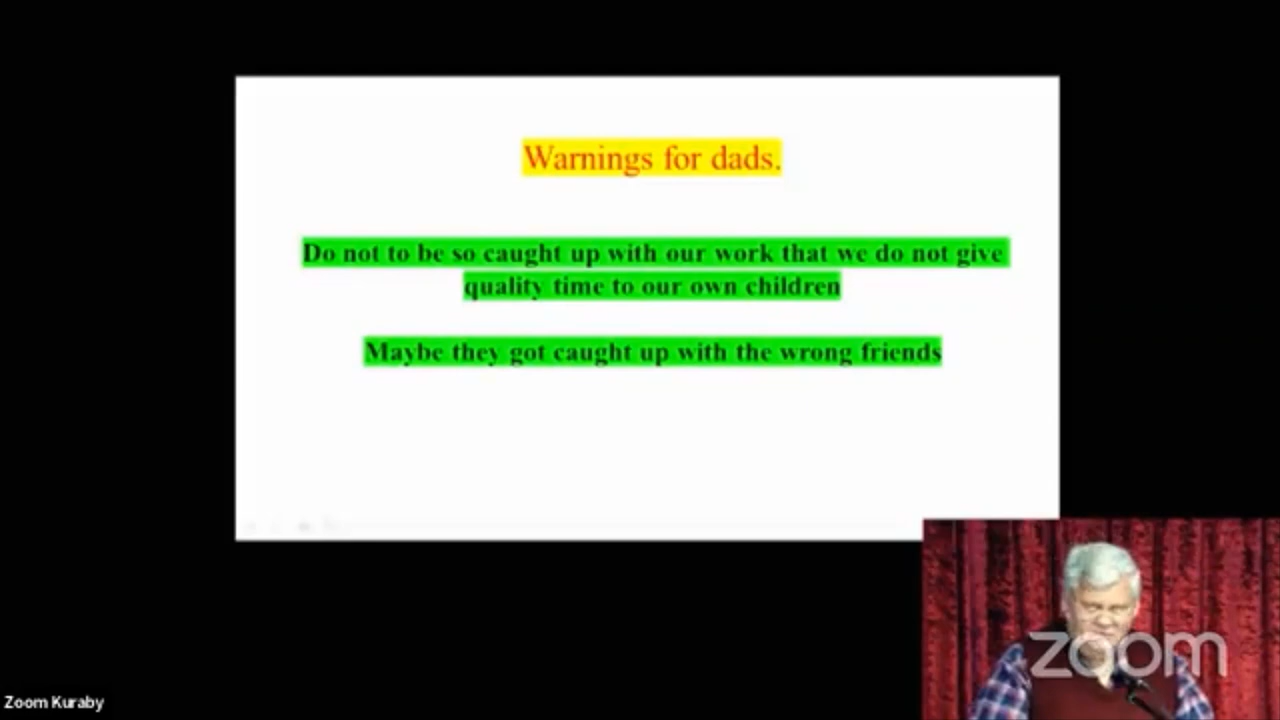 Warnings for dads.
Do not to be so caught up with our work that we do not give
quality time to our own children
Maybe they got caught up with the wrong friends
zoom
Zoom Kuraby